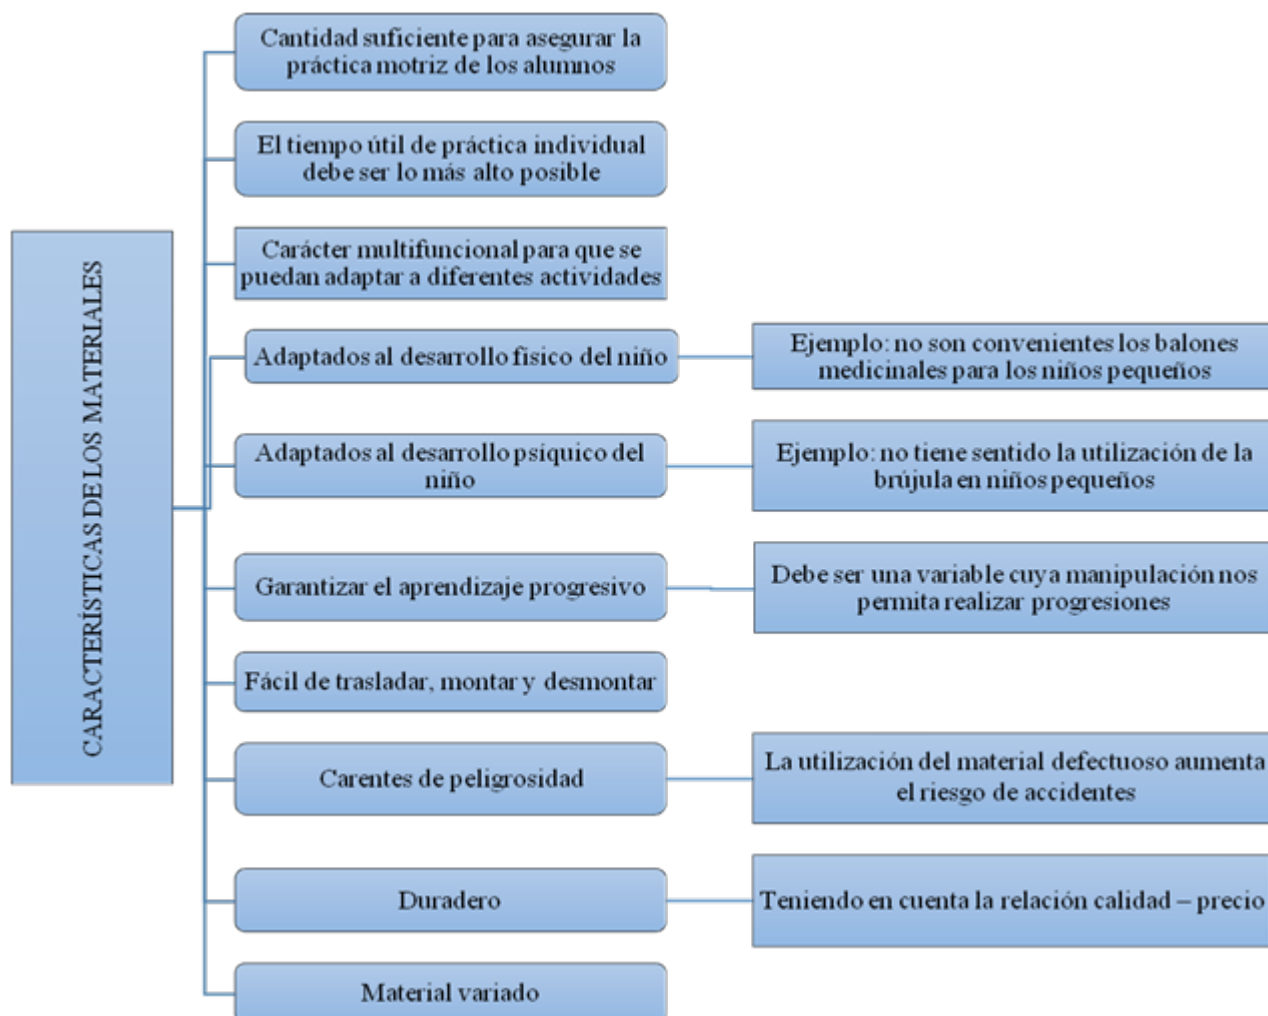 CARACTERÍSTICAS DE LOS MATERIALES
Cantidad suficiente para asegurar la
práctica motriz de los alumnos
El tiempo útil de práctica individual
debe ser lo más alto posible
Carácter multifuncional para que se
puedan adaptar a diferentes actividades
Adaptados al desarrollo físico del niño
Ejemplo: no son convenientes los balones
medicinales para los niños pequeños
Adaptados al desarrollo psíquico del
niño
Ejemplo: no tiene sentido la utilización de la
brújula en niños pequeños
Garantizar el aprendizaje progresivo
Debe ser una variable cuya manipulación nos
permita realizar progresiones
Fácil de trasladar, montar y desmontar
Carentes de peligrosidad
La utilización del material defectuoso aumenta
el riesgo de accidentes
Duradero
Teniendo en cuenta la relación calidad – precio
Material variado